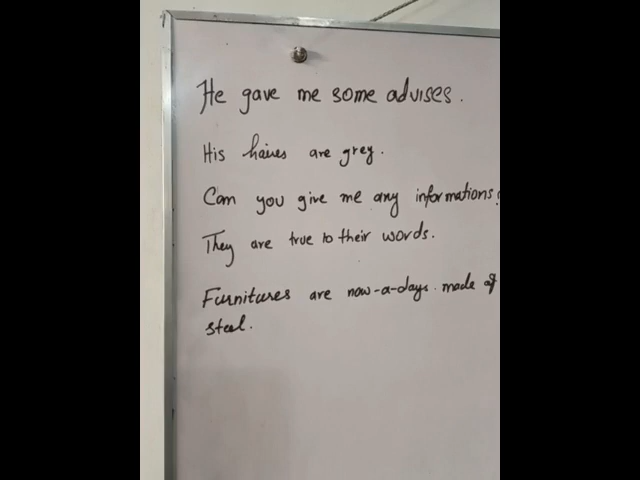 He gave me some advises.
His haires are grey.
Can you give me any informations?
They are true to their words.
Furnitures are now-a-days. made of
steel.